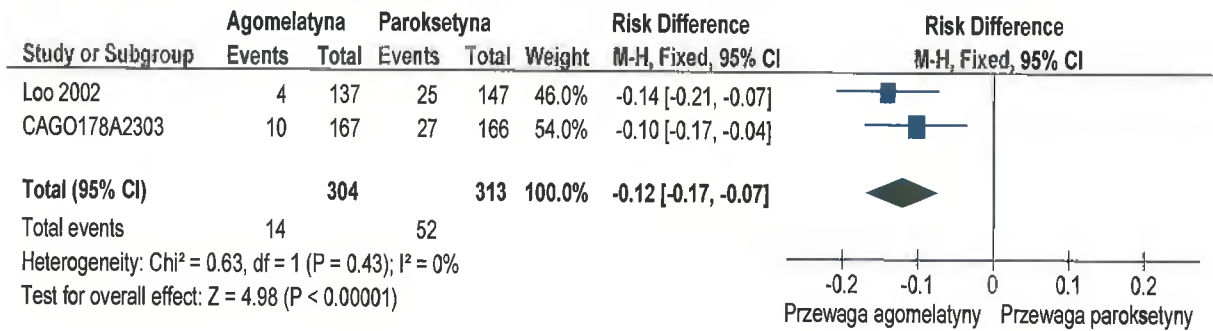 Agomelatyna Paroksetyna Risk Difference Risk Difference
Study or Subgroup Events Total Events Total Weight M-H, Fixed, 95% CI M-H, Fixed, 95% CI
Loo 2002 4 137 25 147 46.0% -0.14 [-0.21, -0.07]
CAGO178A2303 10 167 27 166 54.0% -0.10 [-0.17, -0.04]
Total (95% CI) 304 313 100.0% -0.12 [-0.17, -0.07]
Total events 14 52
Heterogeneity: Chi² = 0.63, df = 1 (P = 0.43); I² = 0%
Test for overall effect: Z = 4.98 (P < 0.00001)
-0.2 -0.1 0 0.1 0.2
Przewaga agomelatyny Przewaga paroksetyny